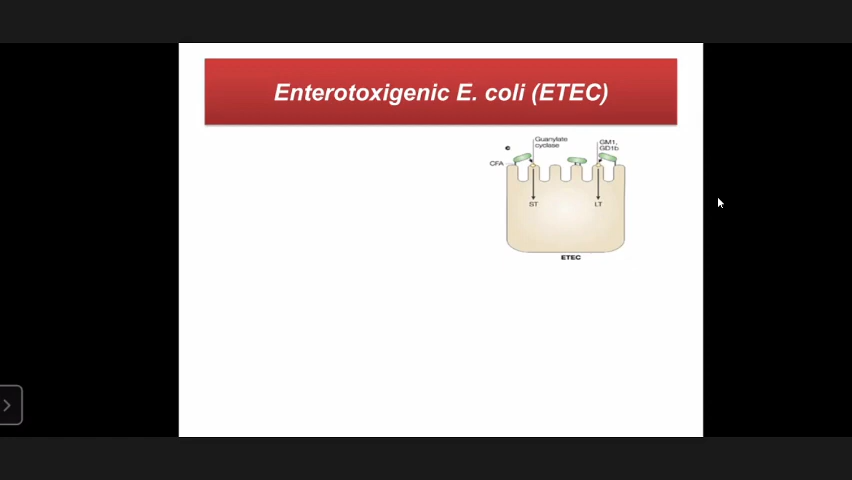 Enterotoxigenic E. coli (ETEC)
e
Guanylate
cyclase
GM1,
GD1b
CFA
ST
LT
ETEC